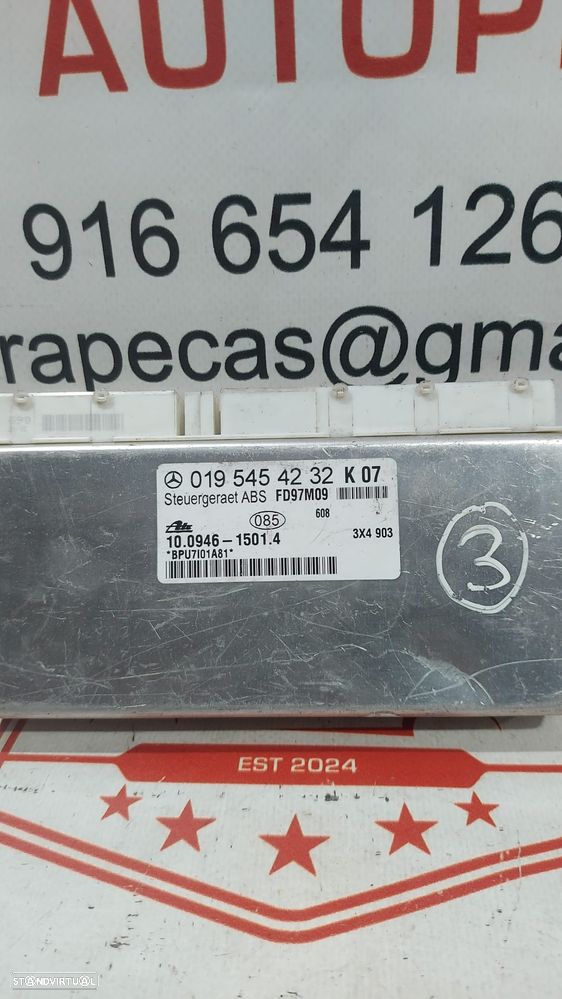 AUTOP
916 654 126
rapecas@gma
019 545 42 32 K 07
Steuergeraet ABS FD97M09
085 608
Ate
10.0946-1501.4 3X4 903
*BPU7I01A81*
3
EST 2024
STANDVIRTUAL